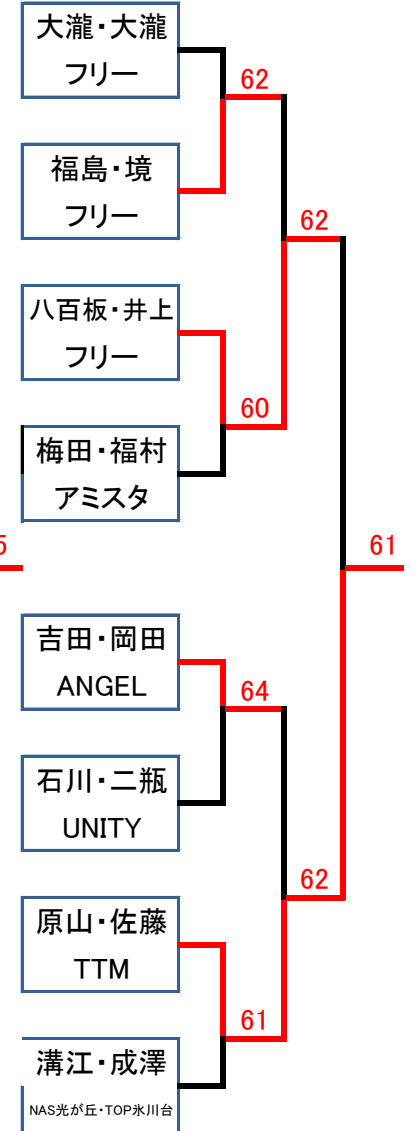 大瀧・大瀧
フリー
62
福島・境
フリー
62
八百板・井上
フリー
60
梅田・福村
アミスタ
5
61
吉田・岡田
ANGEL
64
石川・二瓶
UNITY
62
原山・佐藤
TTM
61
溝江・成澤
NAS光が丘・TOP氷川台